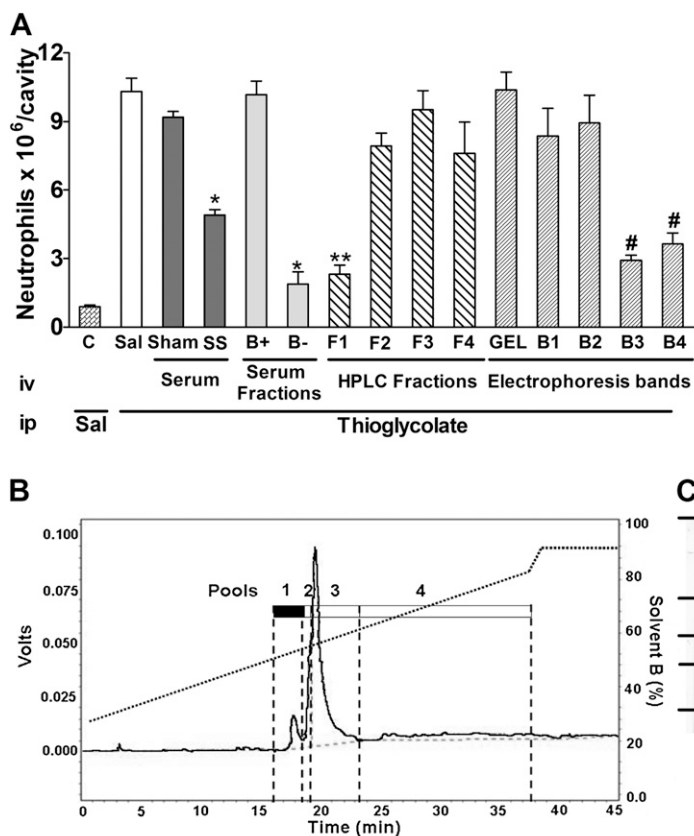 A
12
9
6
3
0
Neutrophils x 10⁶/cavity
* * ** # #
C Sal Sham SS B+ B- F1 F2 F3 F4 GEL B1 B2 B3 B4
iv Serum Serum Fractions HPLC Fractions Electrophoresis bands
ip Sal Thioglycolate
B
C
0.100
0.075
0.050
0.025
0.000
Volts
Pools 1 2 3 4
100
80
60
40
20
0.0
Solvent B (%)
0 5 10 15 20 25 30 35 40 45
Time (min)